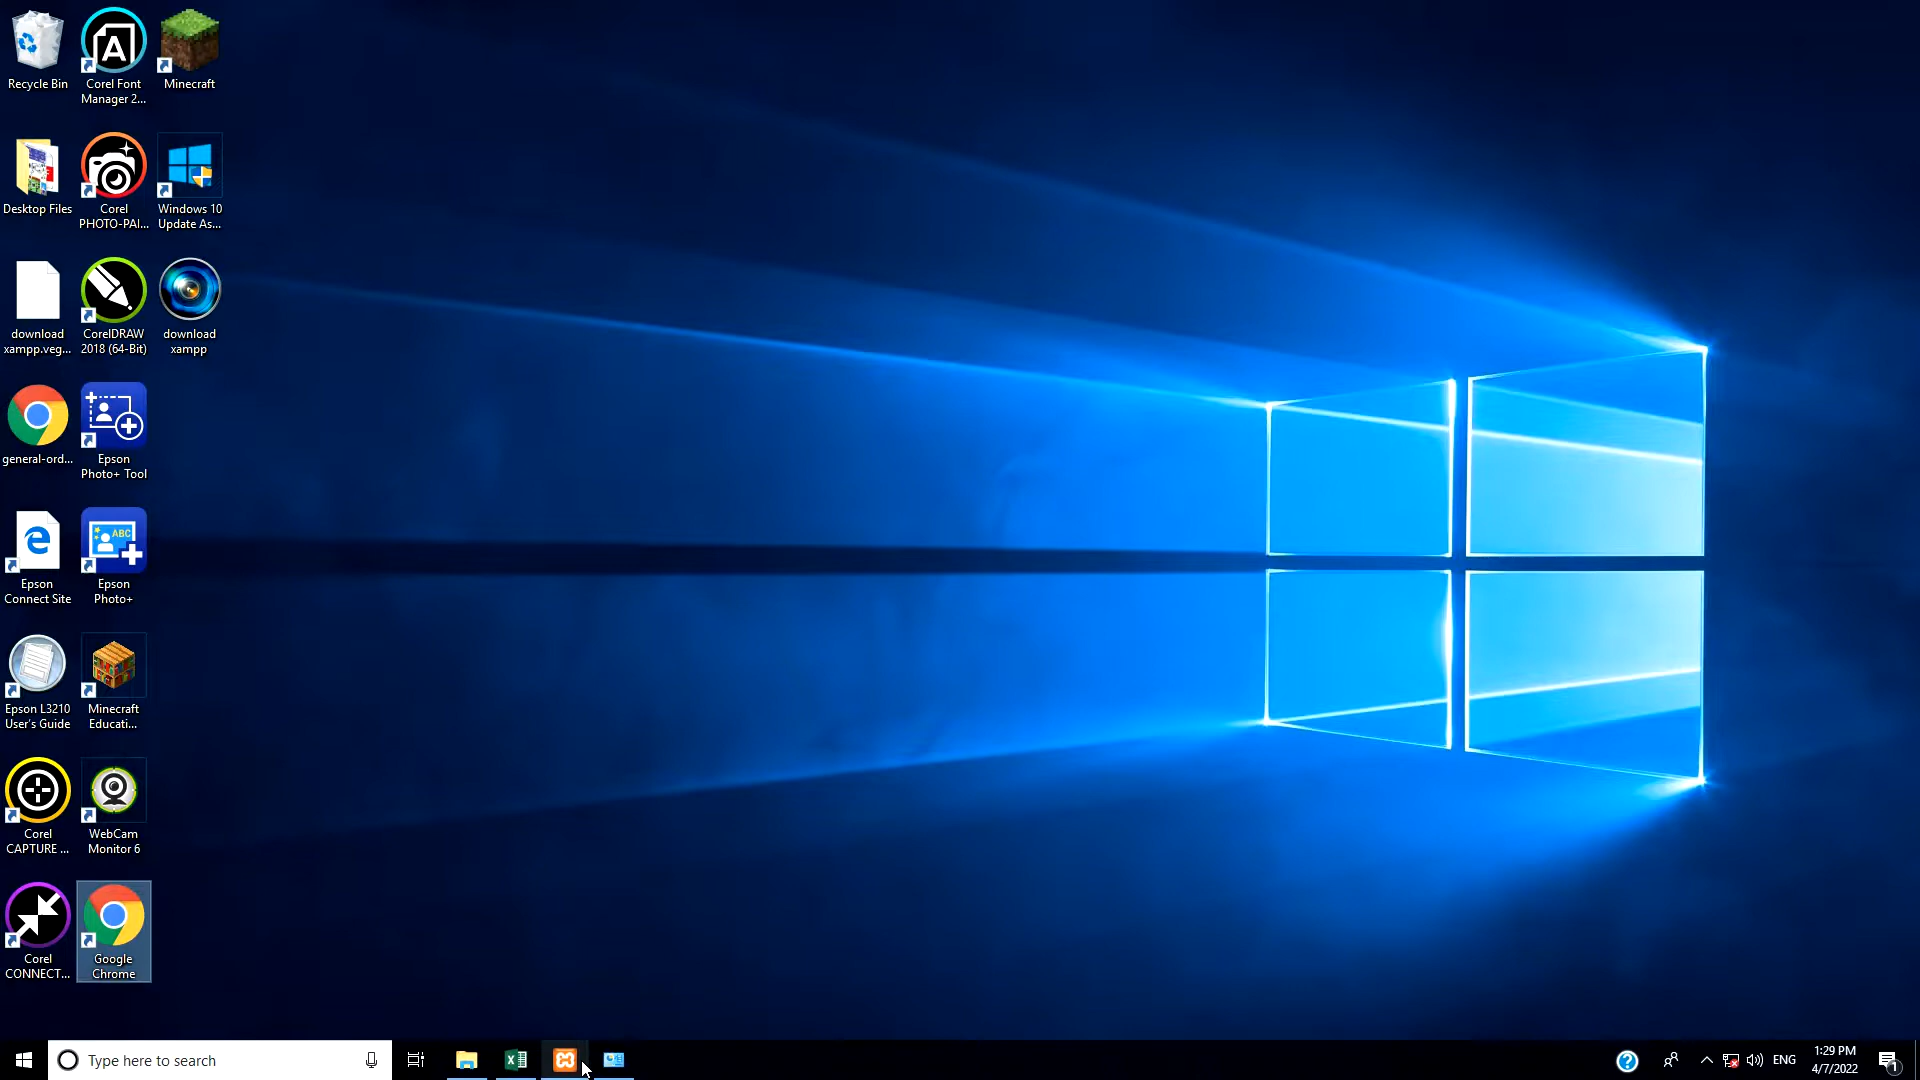 Recycle Bin
Corel Font
Manager 2...
Minecraft
Desktop Files
Corel
PHOTO-PAI...
Windows 10
Update As...
download
xampp.veg...
CorelDRAW
2018 (64-Bit)
download
xampp
general-ord...
Epson
Photo+ Tool
Epson
Connect Site
ABC
Epson
Photo+
Epson L3210
User's Guide
Minecraft
Educati...
Corel
CAPTURE ...
WebCam
Monitor 6
Corel
CONNECT...
Google
Chrome
Type here to search
ENG
1:29 PM
4/7/2022
1